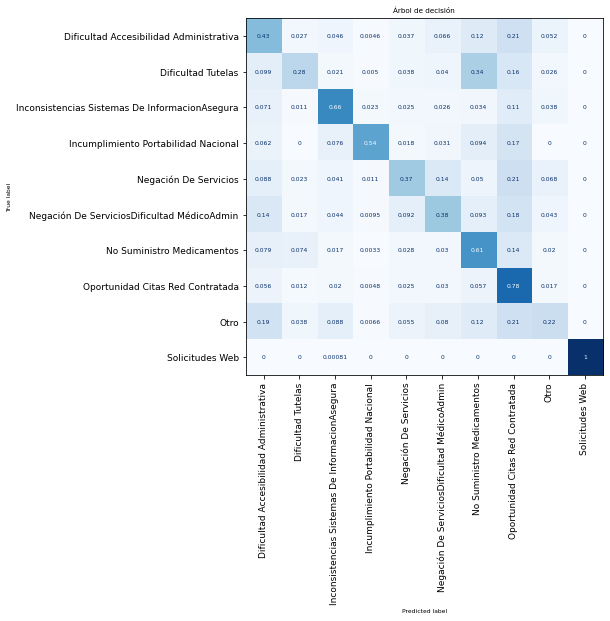 Árbol de decisión
Dificultad Accesibilidad Administrativa 0.43 0.027 0.046 0.0046 0.037 0.066 0.12 0.21 0.052 0
Dificultad Tutelas 0.099 0.28 0.021 0.005 0.038 0.04 0.34 0.16 0.026 0
Inconsistencias Sistemas De InformacionAsegura 0.071 0.011 0.66 0.023 0.025 0.026 0.034 0.11 0.038 0
Incumplimiento Portabilidad Nacional 0.062 0 0.076 0.54 0.018 0.031 0.094 0.17 0 0
Negación De Servicios 0.088 0.023 0.041 0.011 0.37 0.14 0.05 0.21 0.068 0
Negación De ServiciosDificultad MédicoAdmin 0.14 0.017 0.044 0.0095 0.092 0.38 0.093 0.18 0.043 0
No Suministro Medicamentos 0.079 0.074 0.017 0.0033 0.028 0.03 0.61 0.14 0.02 0
Oportunidad Citas Red Contratada 0.056 0.012 0.02 0.0048 0.025 0.03 0.057 0.78 0.017 0
Otro 0.19 0.038 0.088 0.0066 0.055 0.08 0.12 0.21 0.22 0
Solicitudes Web 0 0 0.00081 0 0 0 0 0 0 1
True label
Dificultad Accesibilidad Administrativa
Dificultad Tutelas
Inconsistencias Sistemas De InformacionAsegura
Incumplimiento Portabilidad Nacional
Negación De Servicios
Negación De ServiciosDificultad MédicoAdmin
No Suministro Medicamentos
Oportunidad Citas Red Contratada
Otro
Solicitudes Web
Predicted label